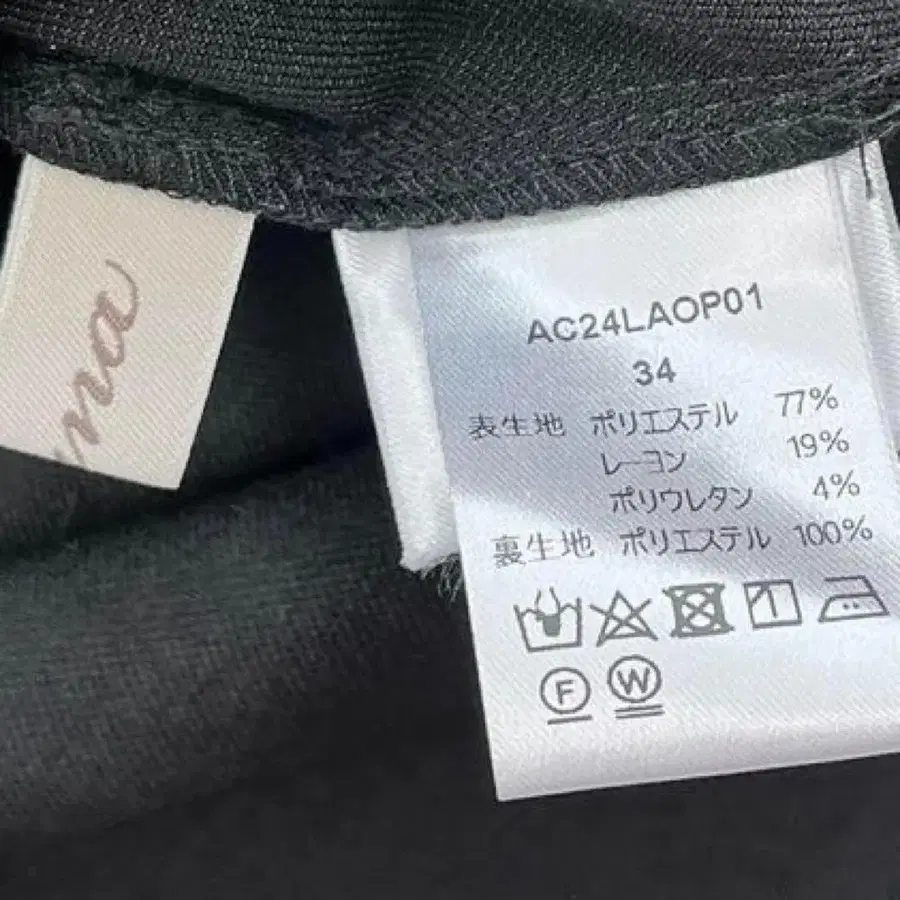 na
AC24LAOP01
34
表生地 ポリエステル 77%
レーヨン 19%
ポリウレタン 4%
裏生地 ポリエステル 100%
F W